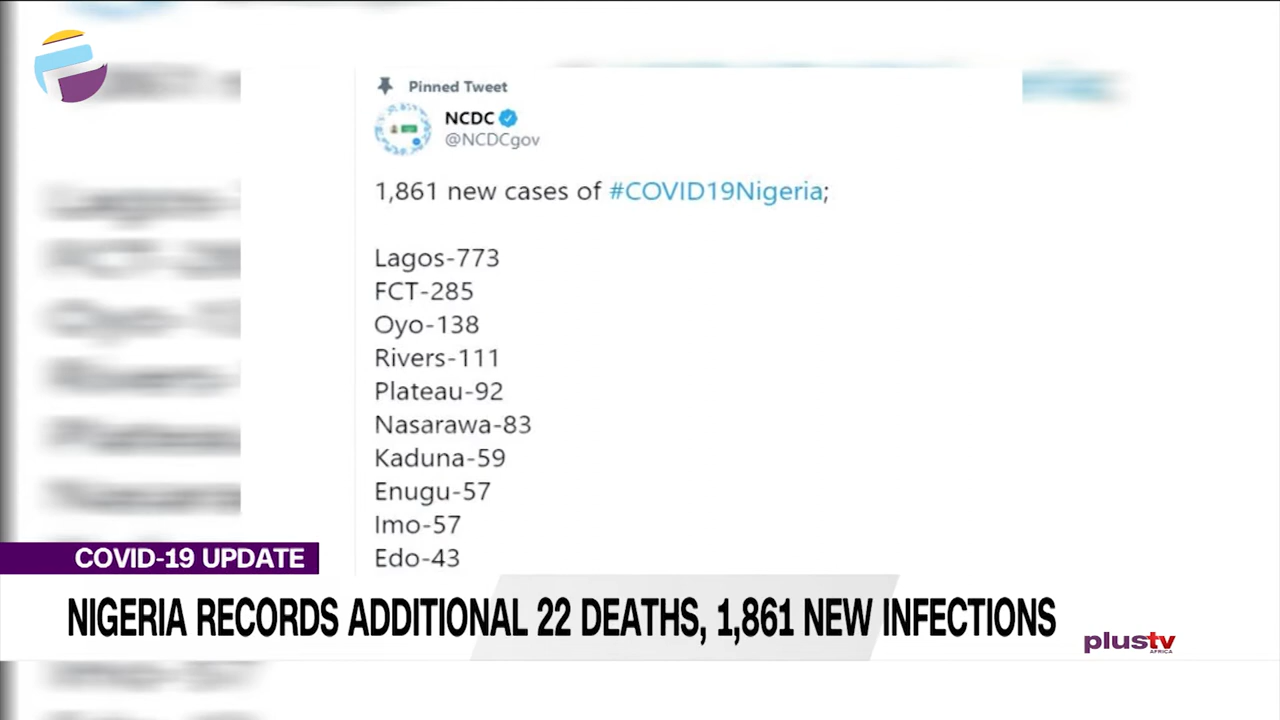 Pinned Tweet
NCDC
@NCDCgov
1,861 new cases of #COVID19Nigeria;
Lagos-773
FCT-285
Oyo-138
Rivers-111
Plateau-92
Nasarawa-83
Kaduna-59
Enugu-57
Imo-57
Edo-43
COVID-19 UPDATE
NIGERIA RECORDS ADDITIONAL 22 DEATHS, 1,861 NEW INFECTIONS
plustv
AFRICA